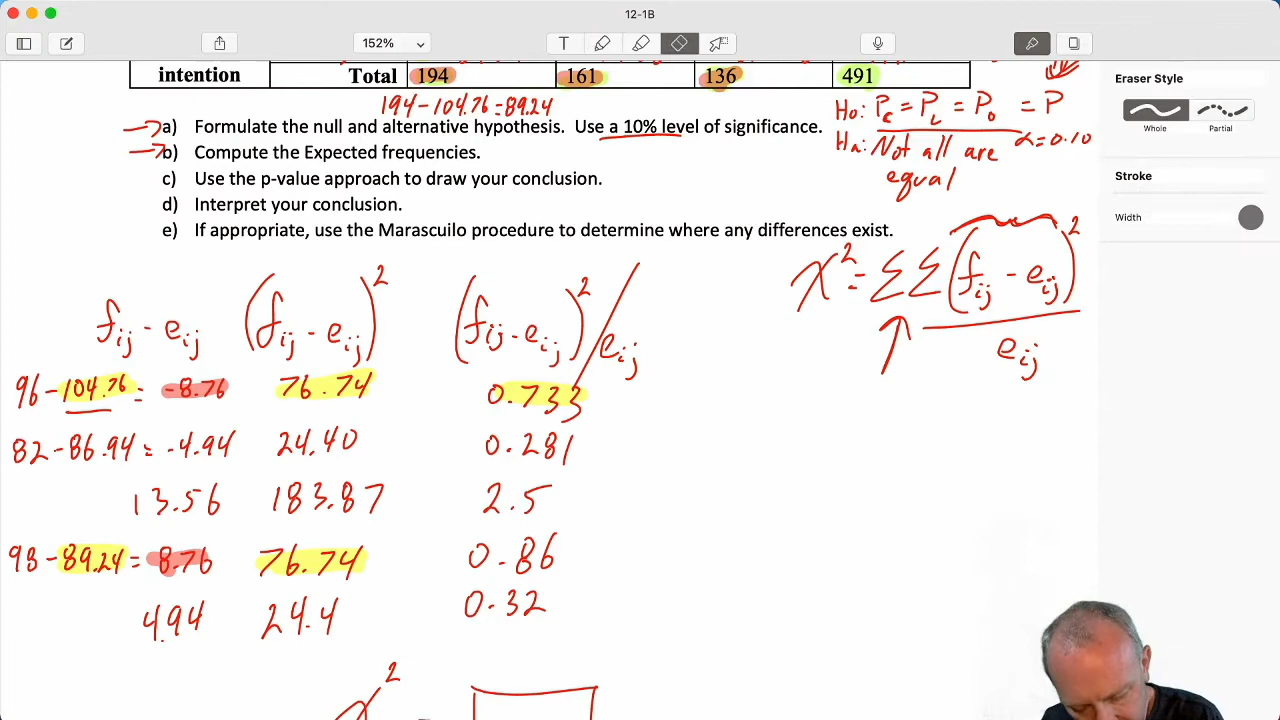 12-1B
152%
Eraser Style
Whole
Partial
Stroke
Width
intention Total 194 161 136 491
194-104.76=89.24
a) Formulate the null and alternative hypothesis. Use a 10% level of significance.
b) Compute the Expected frequencies.
c) Use the p-value approach to draw your conclusion.
d) Interpret your conclusion.
e) If appropriate, use the Marascuilo procedure to determine where any differences exist.
Ho: Pc = PL = Po = P
Ha: Not all are equal α=0.10
χ² = ΣΣ (fij - eij)² / eij
fij - eij (fij - eij)² (fij - eij)² / eij
96-104.76 = -8.76 76.74 0.733
82-86.94 = -4.94 24.40 0.281
13.56 183.87 2.5
98-89.24 = 8.76 76.74 0.86
4.94 24.4 0.32
χ² =